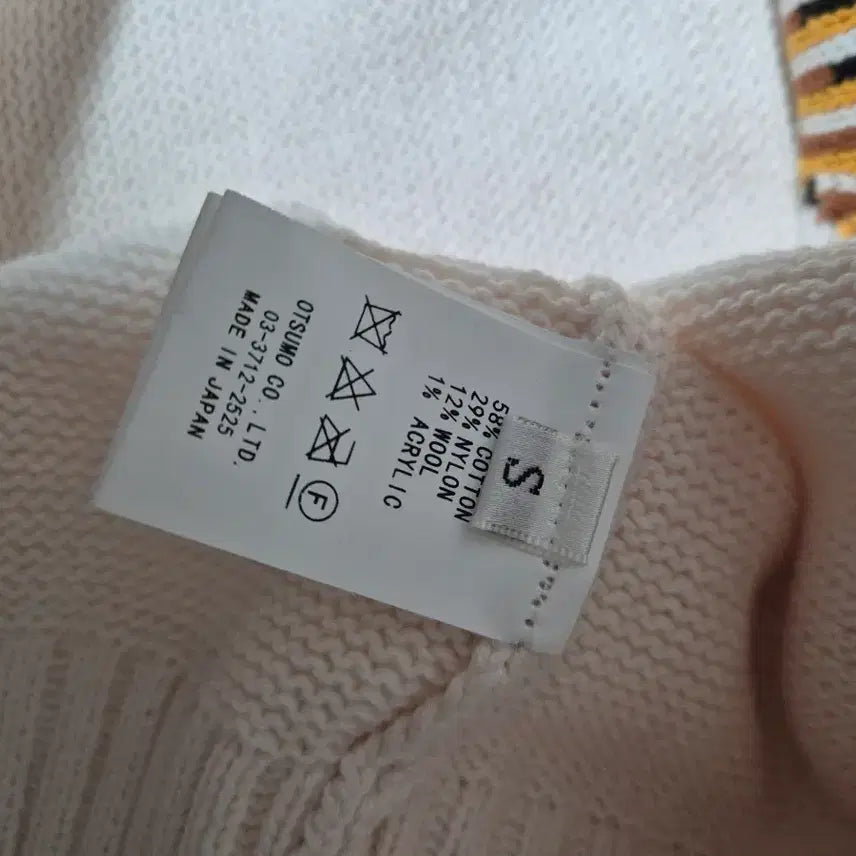 S
58% COTTON
29% NYLON
12% WOOL
1% ACRYLIC
F
OTSUMO CO., LTD.
03-3712-2525
MADE IN JAPAN